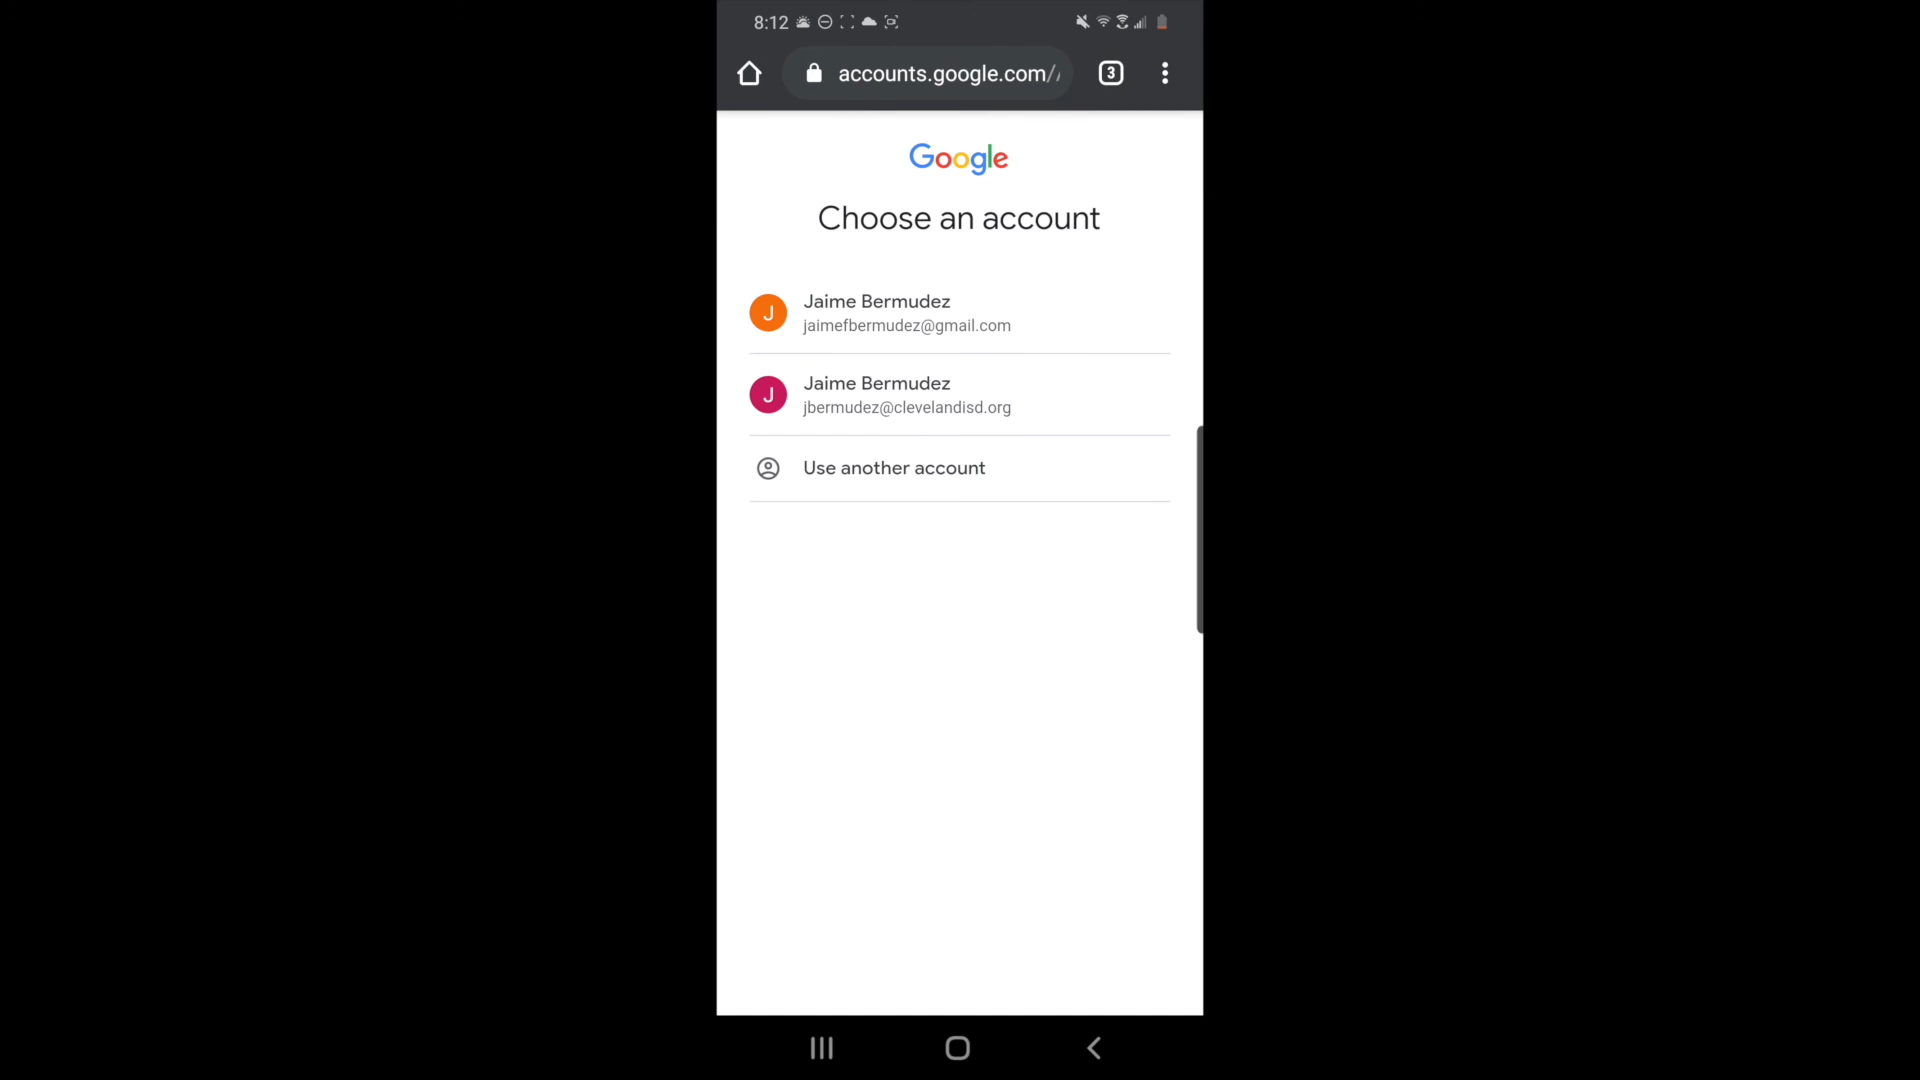 8:12
accounts.google.com/
3
Google
Choose an account
J
Jaime Bermudez
jaimefbermudez@gmail.com
J
Jaime Bermudez
jbermudez@clevelandisd.org
Use another account